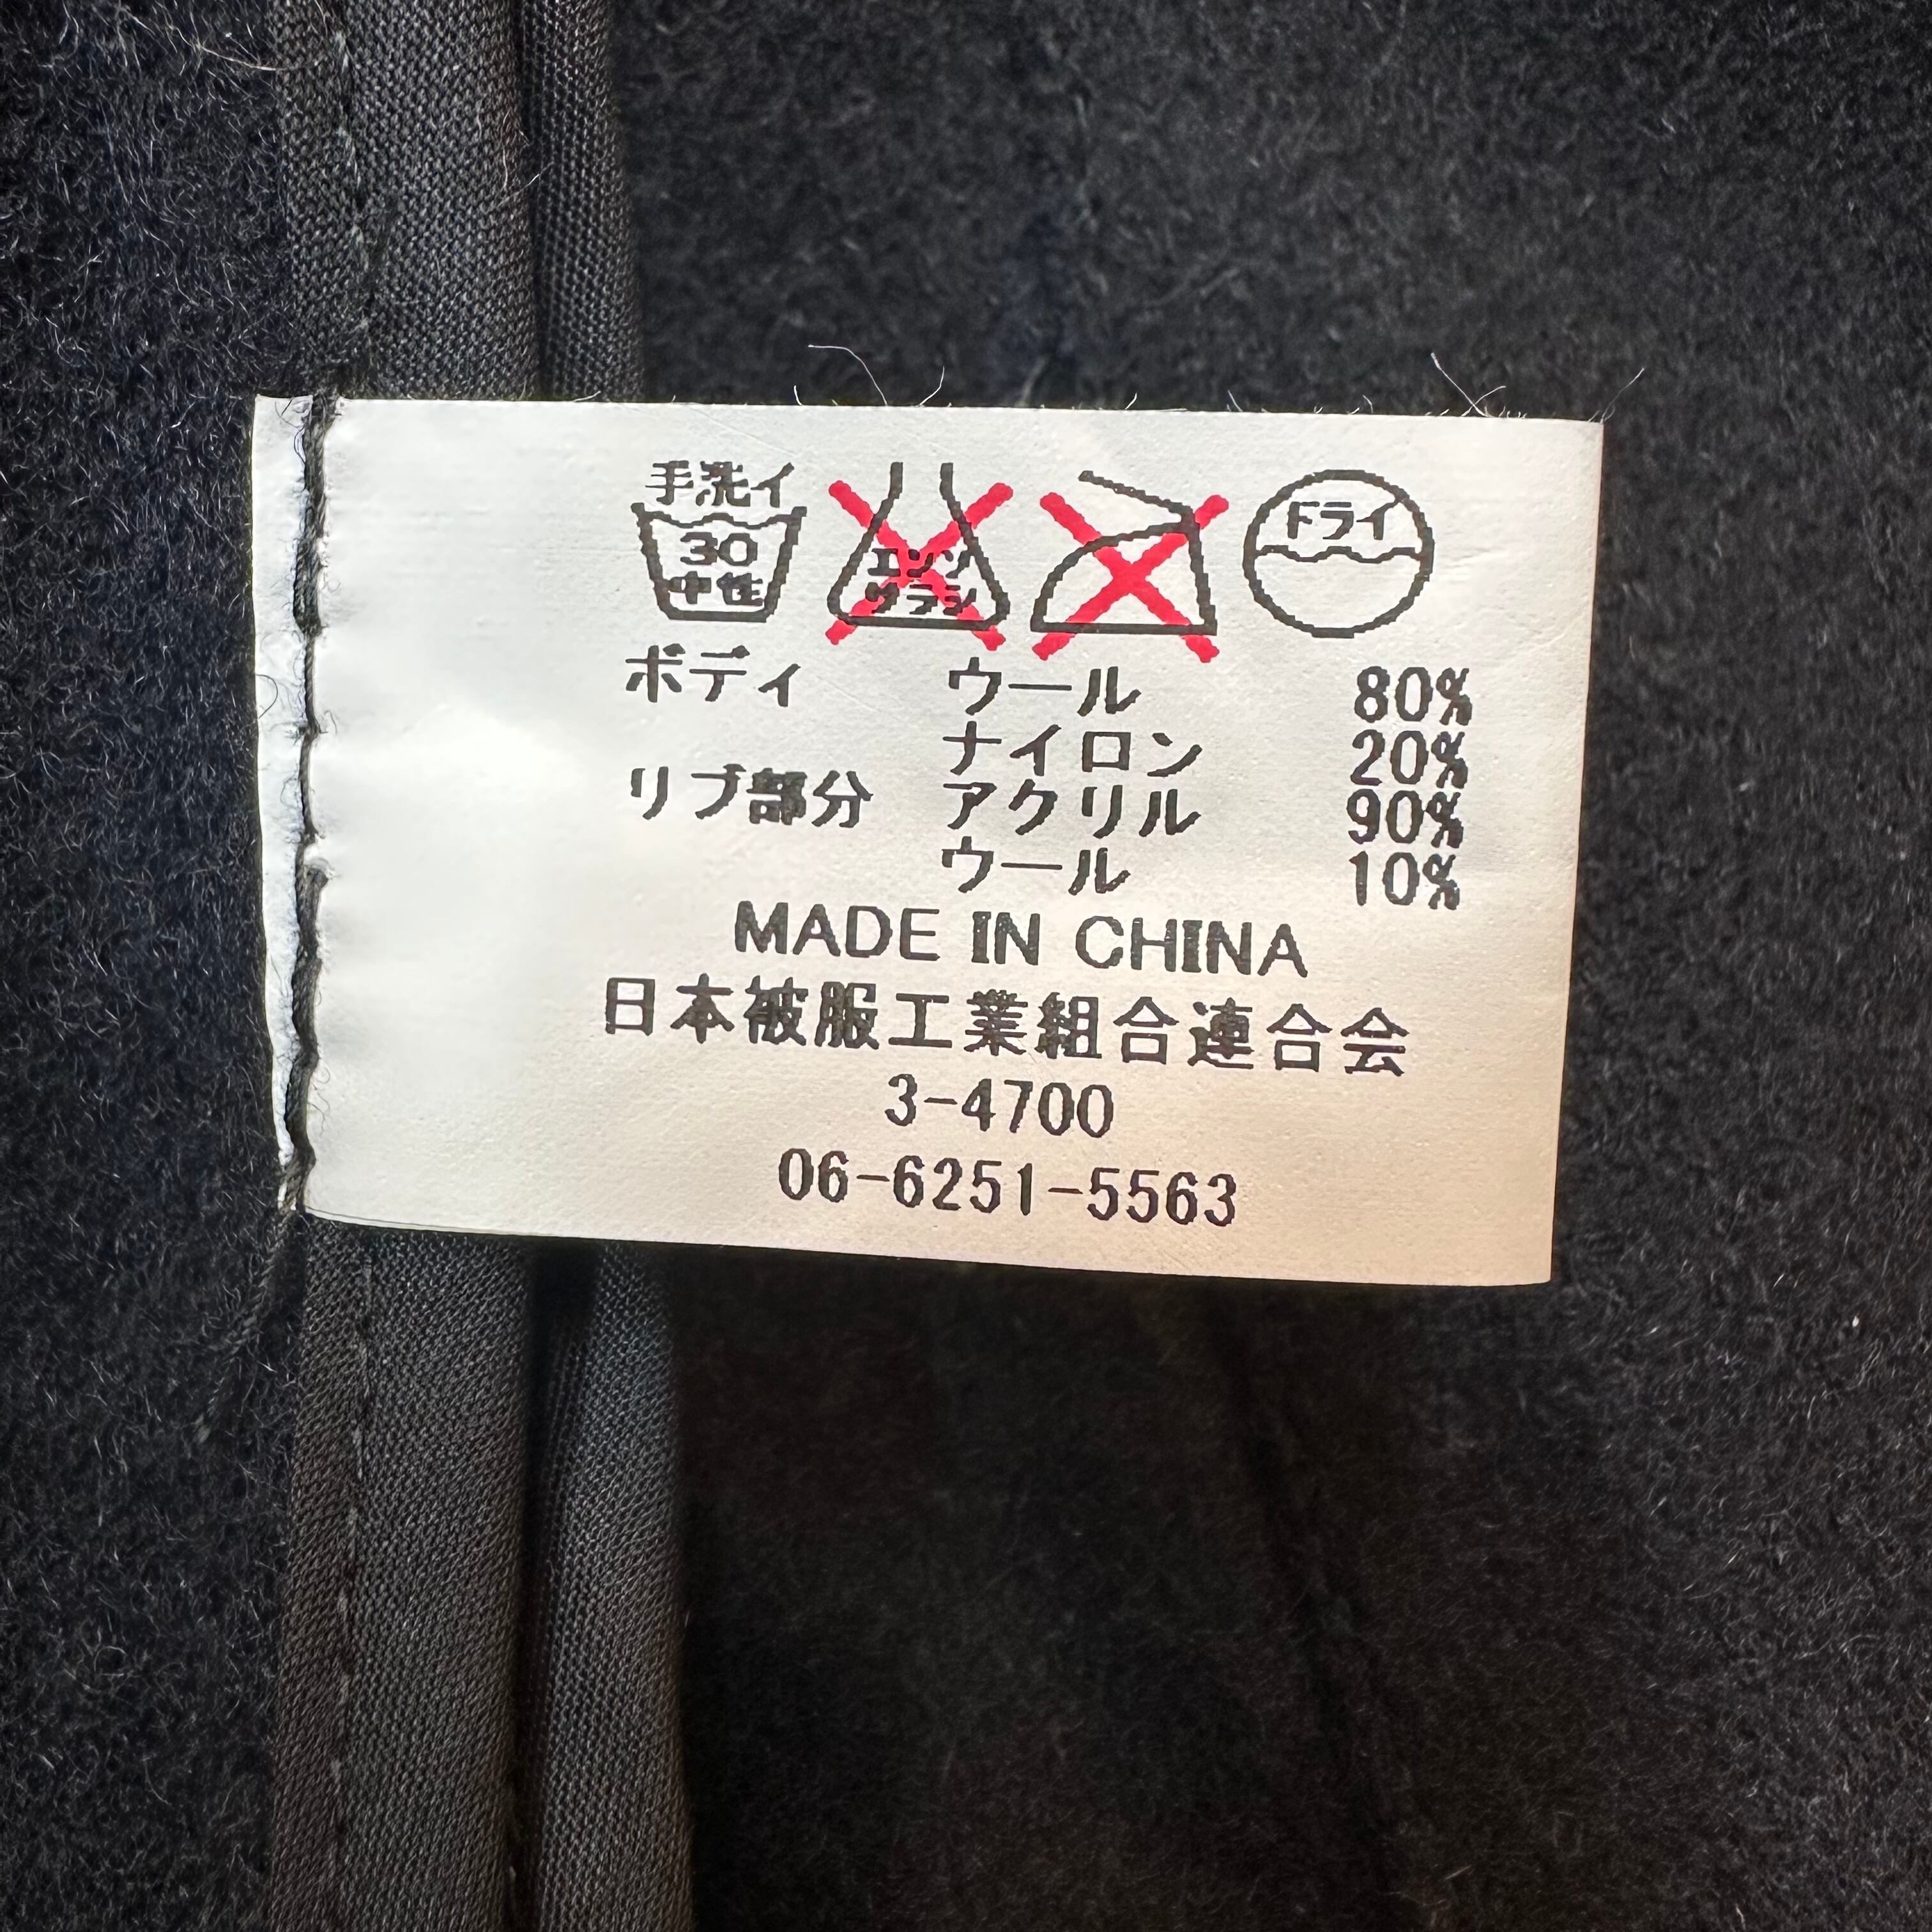 手洗イ
30
中性
エンソ
サラシ
ドライ
ボディ ウール 80%
ナイロン 20%
リブ部分 アクリル 90%
ウール 10%
MADE IN CHINA
日本被服工業組合連合会
3-4700
06-6251-5563